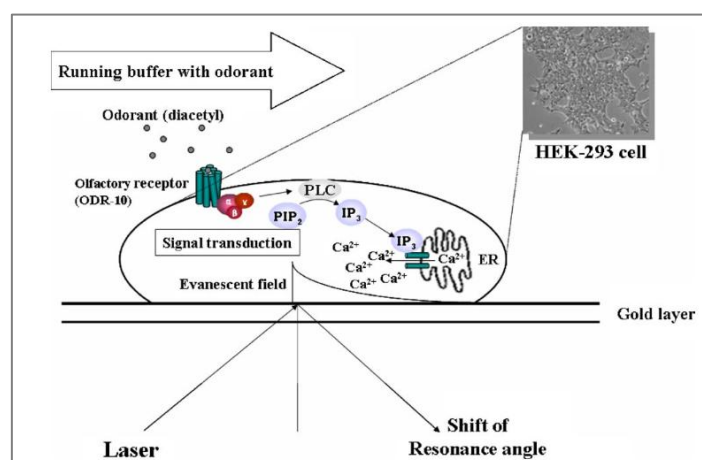 Running buffer with odorant
Odorant (diacetyl)
HEK-293 cell
Olfactory receptor
(ODR-10)
α
γ
β
PLC
PIP₂
IP₃
IP₃
Signal transduction
Ca²⁺
Ca²⁺
Ca²⁺
Ca²⁺
Ca²⁺
Ca²⁺
Ca²⁺
ER
Evanescent field
Gold layer
Laser
Shift of
Resonance angle